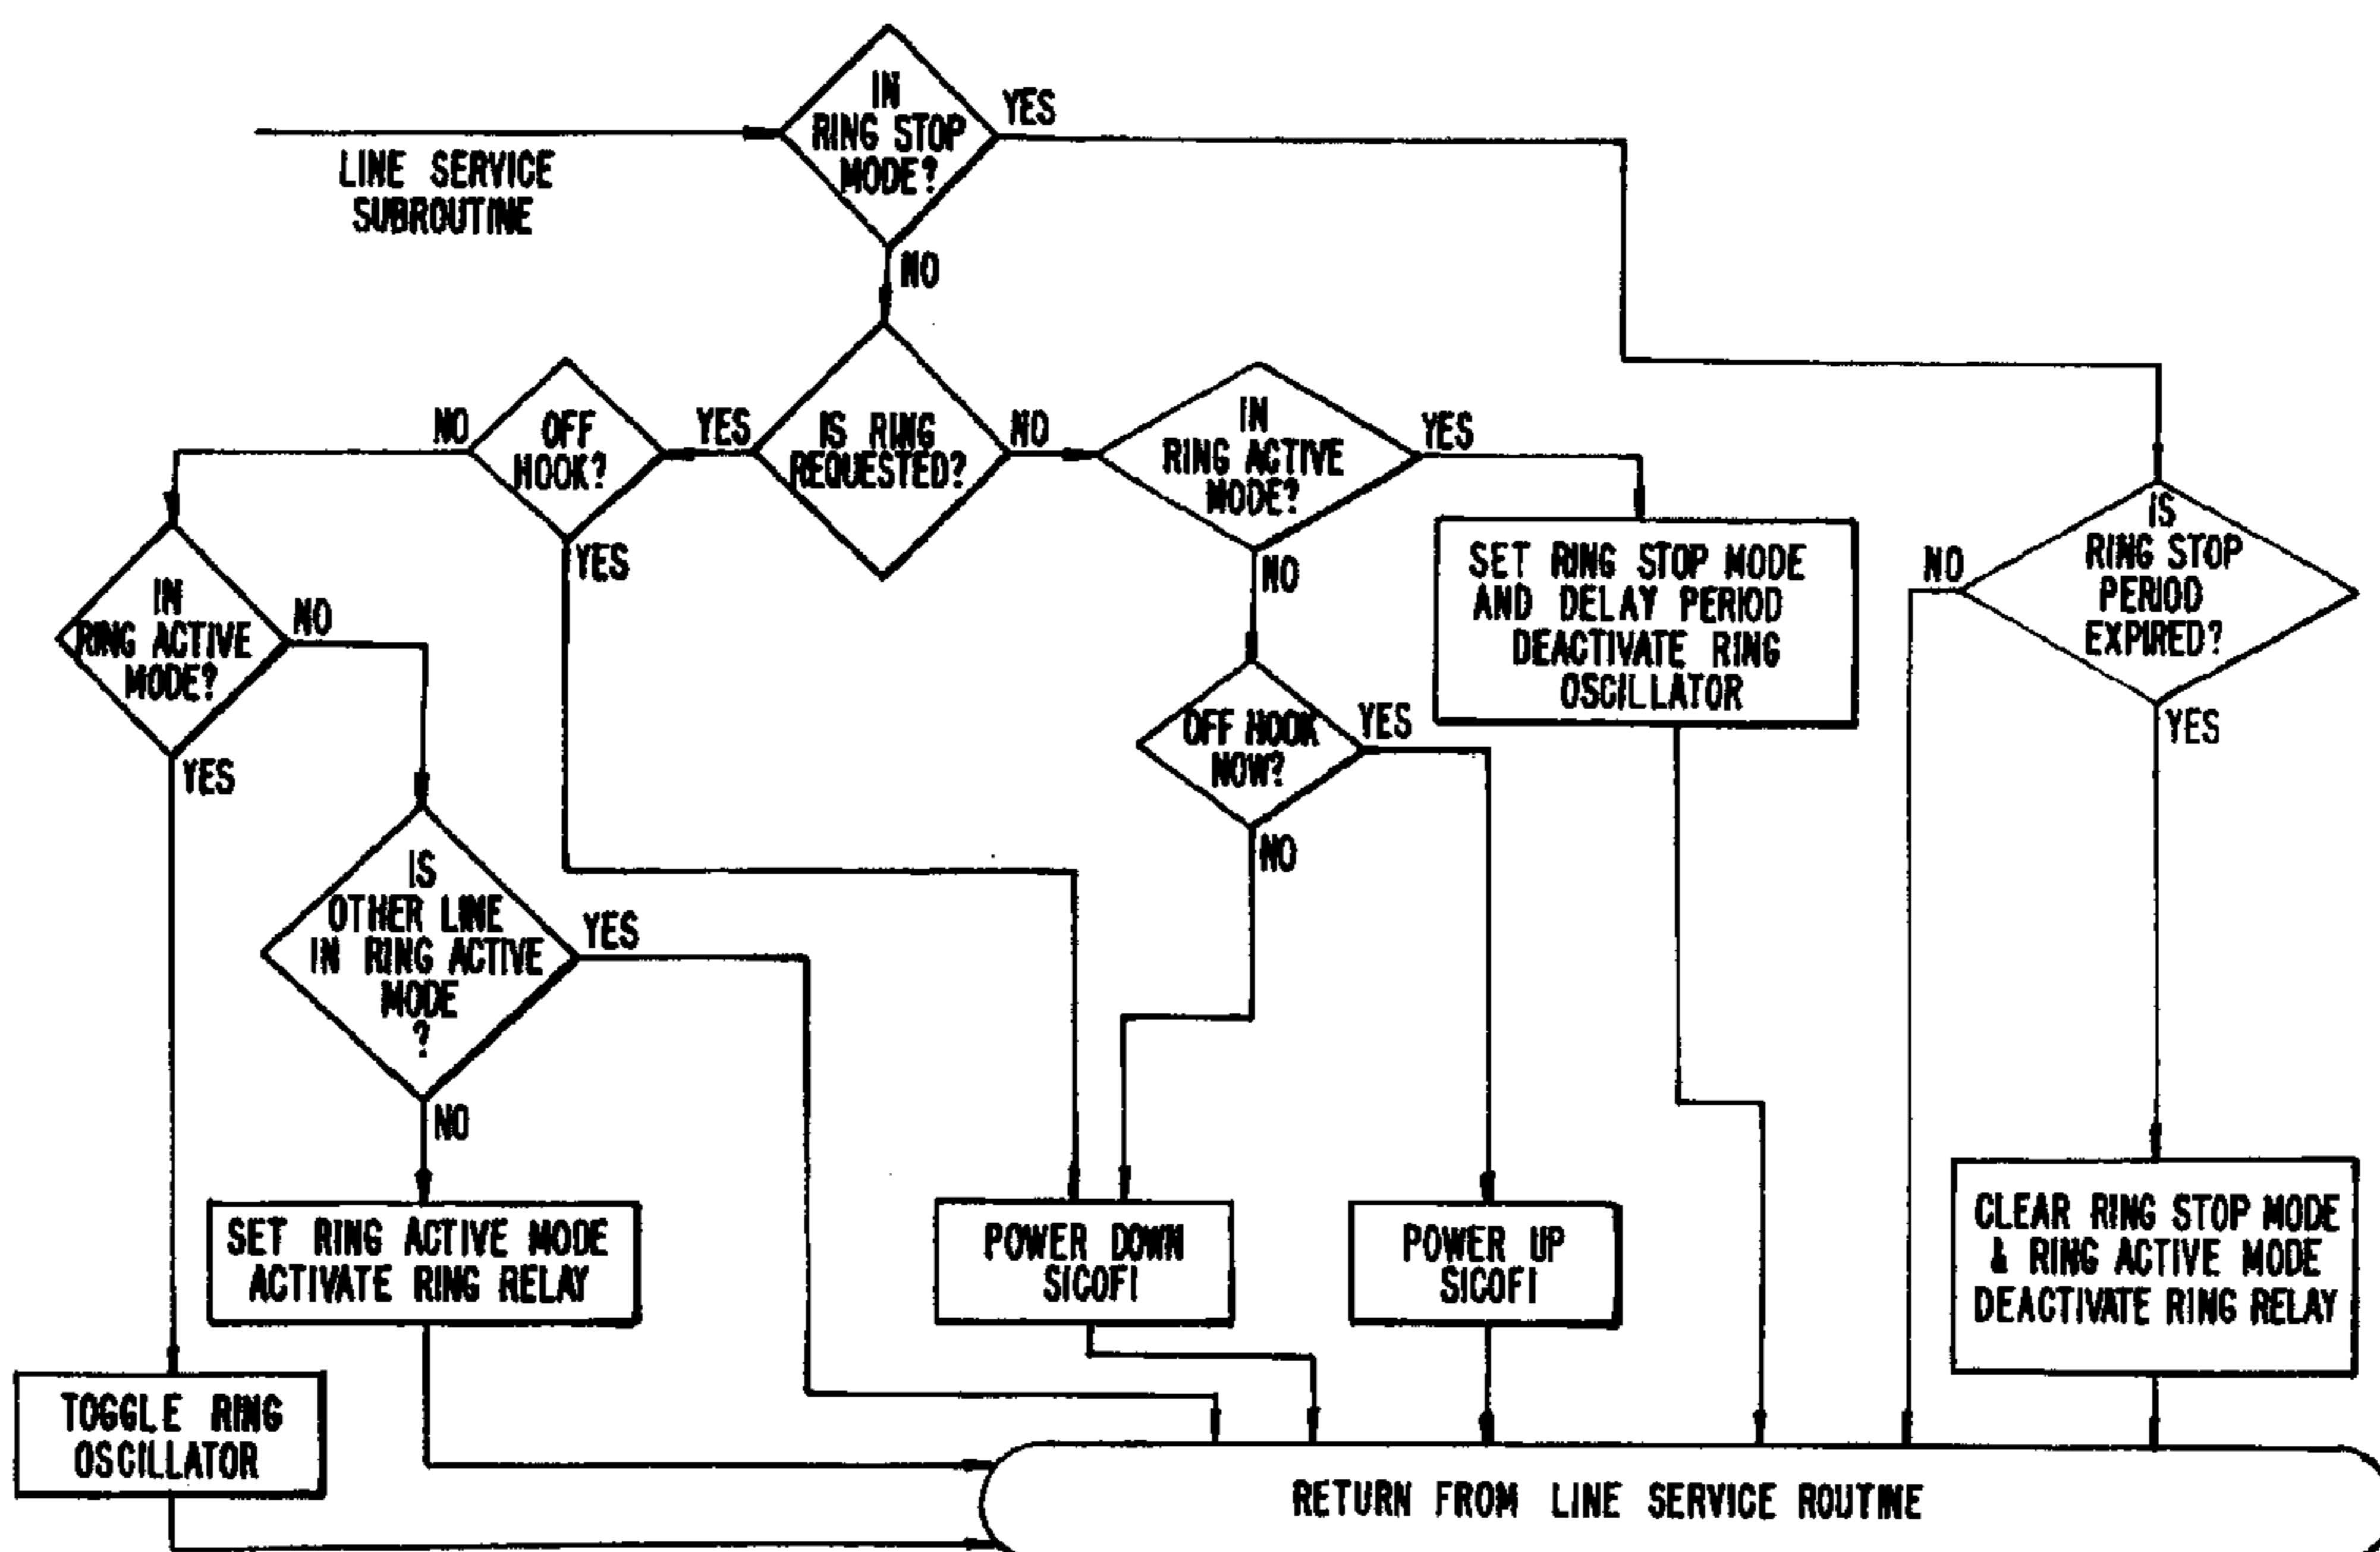 IN
RING STOP
MODE?
YES
LINE SERVICE
SUBROUTINE
NO
NO
OFF
HOOK?
YES
IS RING
REQUESTED?
NO
IN
RING ACTIVE
MODE?
YES
YES
NO
SET RING STOP MODE
AND DELAY PERIOD
DEACTIVATE RING
OSCILLATOR
NO
IS
RING STOP
PERIOD
EXPIRED?
YES
IN
RING ACTIVE
MODE?
NO
YES
OFF HOOK
NOW?
YES
NO
IS
OTHER LINE
IN RING ACTIVE
MODE
?
YES
NO
SET RING ACTIVE MODE
ACTIVATE RING RELAY
POWER DOWN
SICOFI
POWER UP
SICOFI
CLEAR RING STOP MODE
& RING ACTIVE MODE
DEACTIVATE RING RELAY
TOGGLE RING
OSCILLATOR
RETURN FROM LINE SERVICE ROUTINE